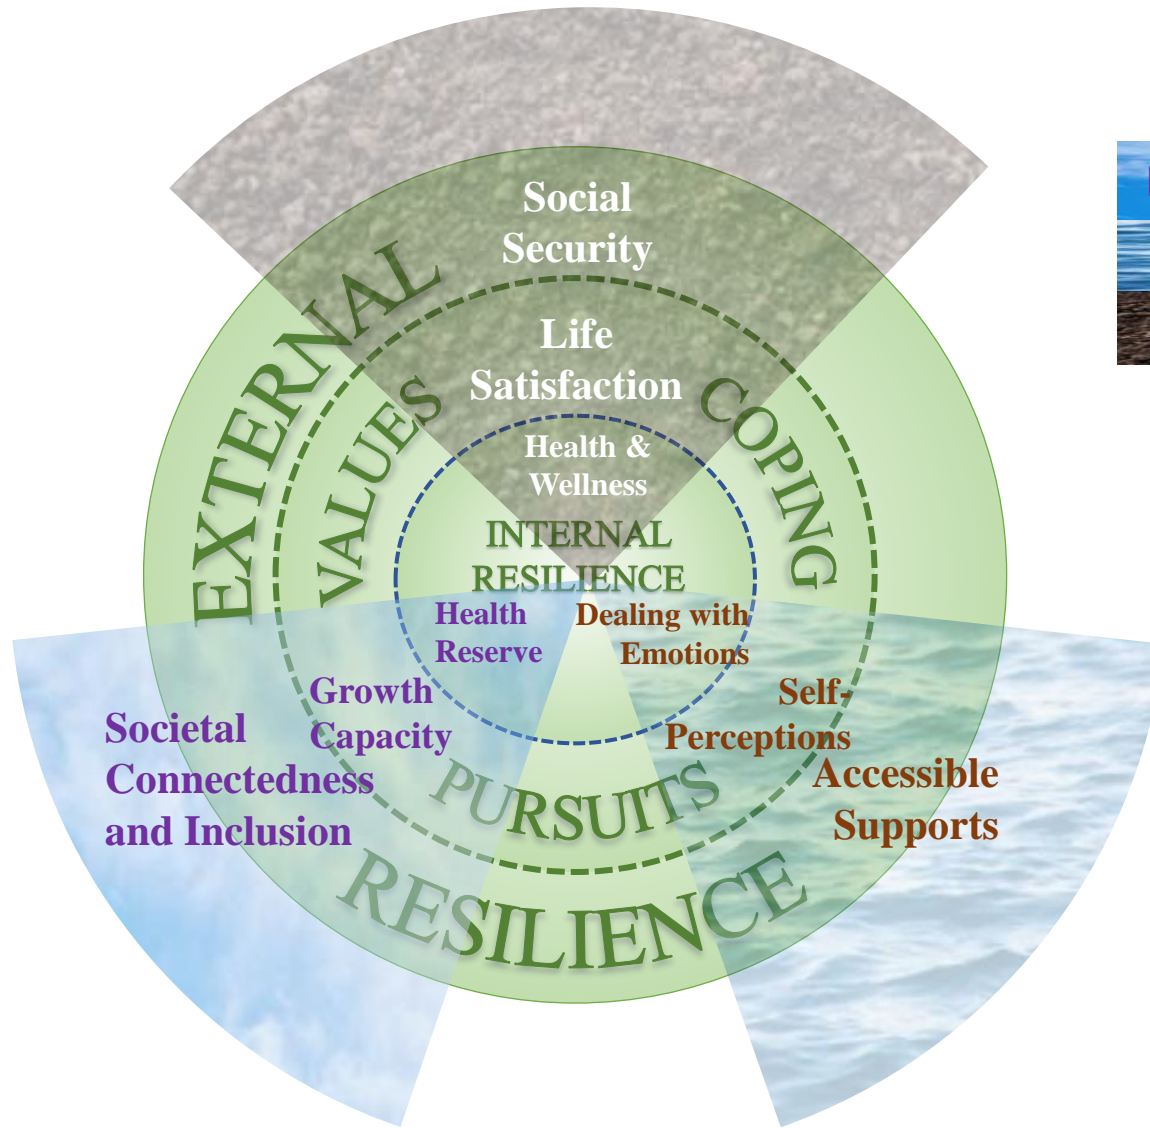 Social
Security
EXTERNAL
Life
Satisfaction
VALUES
COPING
Health &
Wellness
INTERNAL
RESILIENCE
Health
Reserve
Dealing with
Emotions
Growth
Capacity
Self-
Perceptions
Societal
Connectedness
and Inclusion
Accessible
Supports
PURSUITS
RESILIENCE